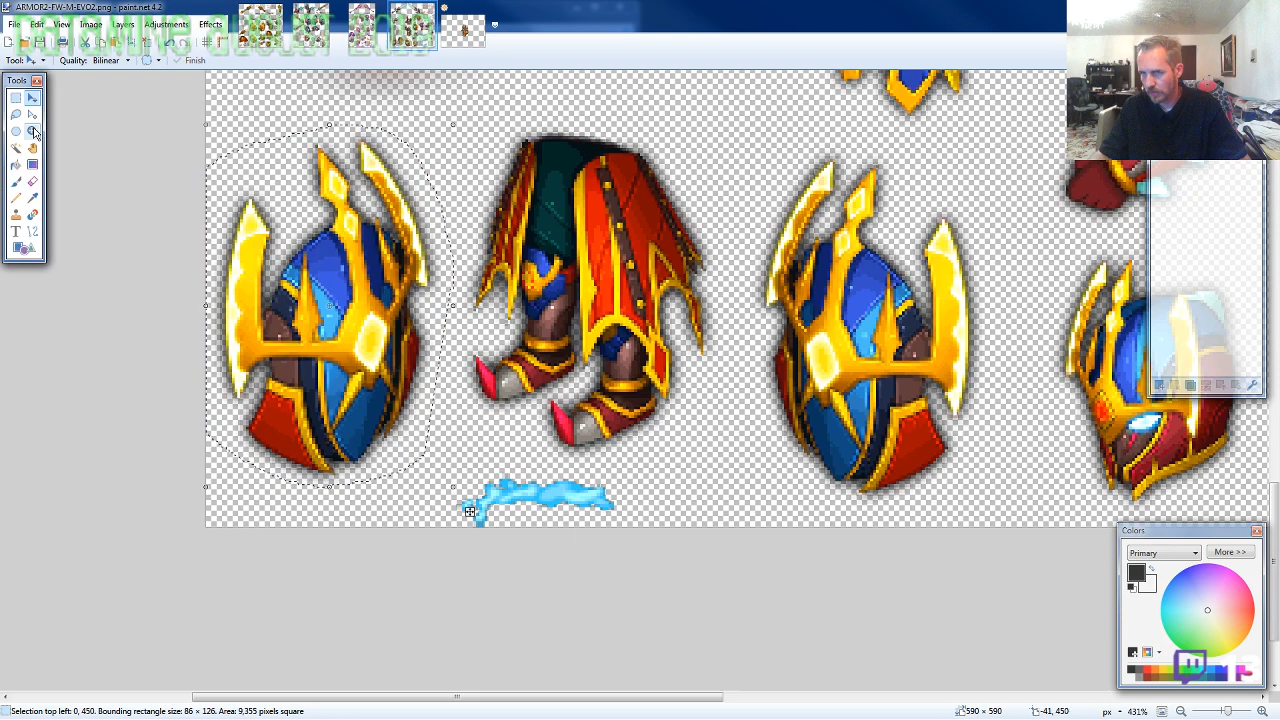 ARMOR2-FW-M-EVO2.png - paint.net 4.2
File Edit View Image Layers Adjustments Effects
Tool: Quality: Bilinear Finish
Tools
Colors
Primary More >>
Selection top left: 0, 450. Bounding rectangle size: 86 × 126. Area: 9,355 pixels square
590 × 590 -41, 450 px 431%